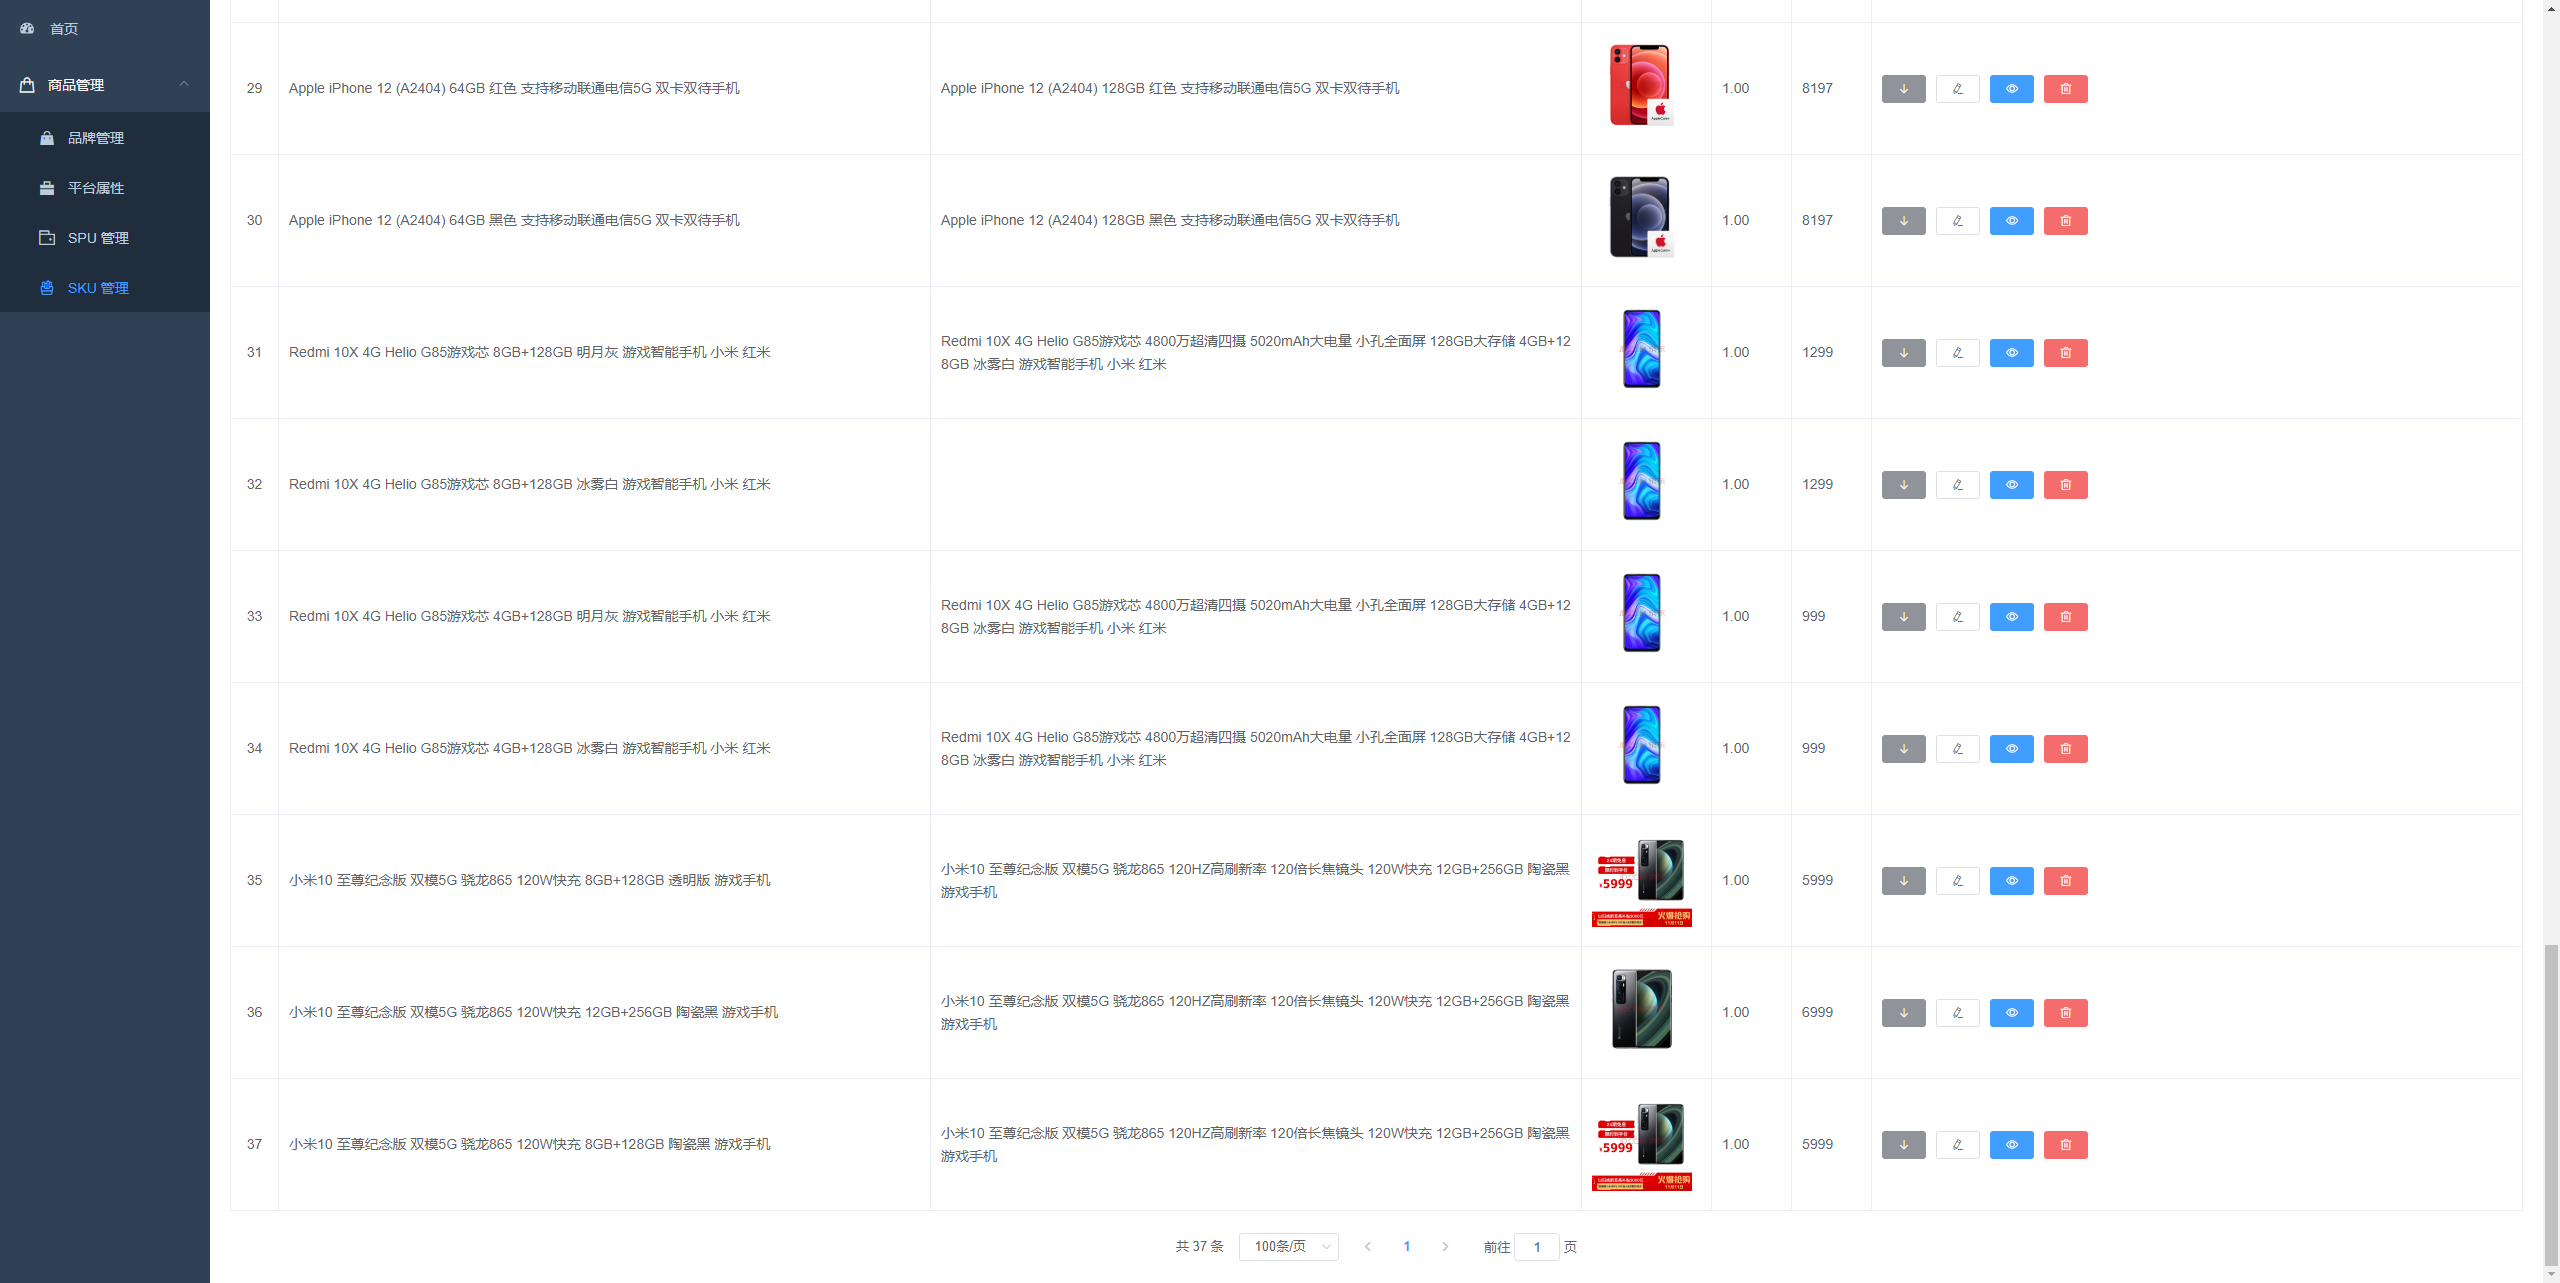 首页
商品管理
品牌管理
平台属性
SPU 管理
SKU 管理
29 Apple iPhone 12 (A2404) 64GB 红色 支持移动联通电信5G 双卡双待手机 Apple iPhone 12 (A2404) 128GB 红色 支持移动联通电信5G 双卡双待手机 1.00 8197
30 Apple iPhone 12 (A2404) 64GB 黑色 支持移动联通电信5G 双卡双待手机 Apple iPhone 12 (A2404) 128GB 黑色 支持移动联通电信5G 双卡双待手机 1.00 8197
31 Redmi 10X 4G Helio G85游戏芯 8GB+128GB 明月灰 游戏智能手机 小米 红米 Redmi 10X 4G Helio G85游戏芯 4800万超清四摄 5020mAh大电量 小孔全面屏 128GB大存储 4GB+12
8GB 冰雾白 游戏智能手机 小米 红米 1.00 1299
32 Redmi 10X 4G Helio G85游戏芯 8GB+128GB 冰雾白 游戏智能手机 小米 红米 1.00 1299
33 Redmi 10X 4G Helio G85游戏芯 4GB+128GB 明月灰 游戏智能手机 小米 红米 Redmi 10X 4G Helio G85游戏芯 4800万超清四摄 5020mAh大电量 小孔全面屏 128GB大存储 4GB+12
8GB 冰雾白 游戏智能手机 小米 红米 1.00 999
34 Redmi 10X 4G Helio G85游戏芯 4GB+128GB 冰雾白 游戏智能手机 小米 红米 Redmi 10X 4G Helio G85游戏芯 4800万超清四摄 5020mAh大电量 小孔全面屏 128GB大存储 4GB+12
8GB 冰雾白 游戏智能手机 小米 红米 1.00 999
35 小米10 至尊纪念版 双模5G 骁龙865 120W快充 8GB+128GB 透明版 游戏手机 小米10 至尊纪念版 双模5G 骁龙865 120HZ高刷新率 120倍长焦镜头 120W快充 12GB+256GB 陶瓷黑
游戏手机 ¥5999 火爆抢购 1.00 5999
36 小米10 至尊纪念版 双模5G 骁龙865 120W快充 12GB+256GB 陶瓷黑 游戏手机 小米10 至尊纪念版 双模5G 骁龙865 120HZ高刷新率 120倍长焦镜头 120W快充 12GB+256GB 陶瓷黑
游戏手机 1.00 6999
37 小米10 至尊纪念版 双模5G 骁龙865 120W快充 8GB+128GB 陶瓷黑 游戏手机 小米10 至尊纪念版 双模5G 骁龙865 120HZ高刷新率 120倍长焦镜头 120W快充 12GB+256GB 陶瓷黑
游戏手机 ¥5999 火爆抢购 1.00 5999
共 37 条 100条/页 1 前往 1 页